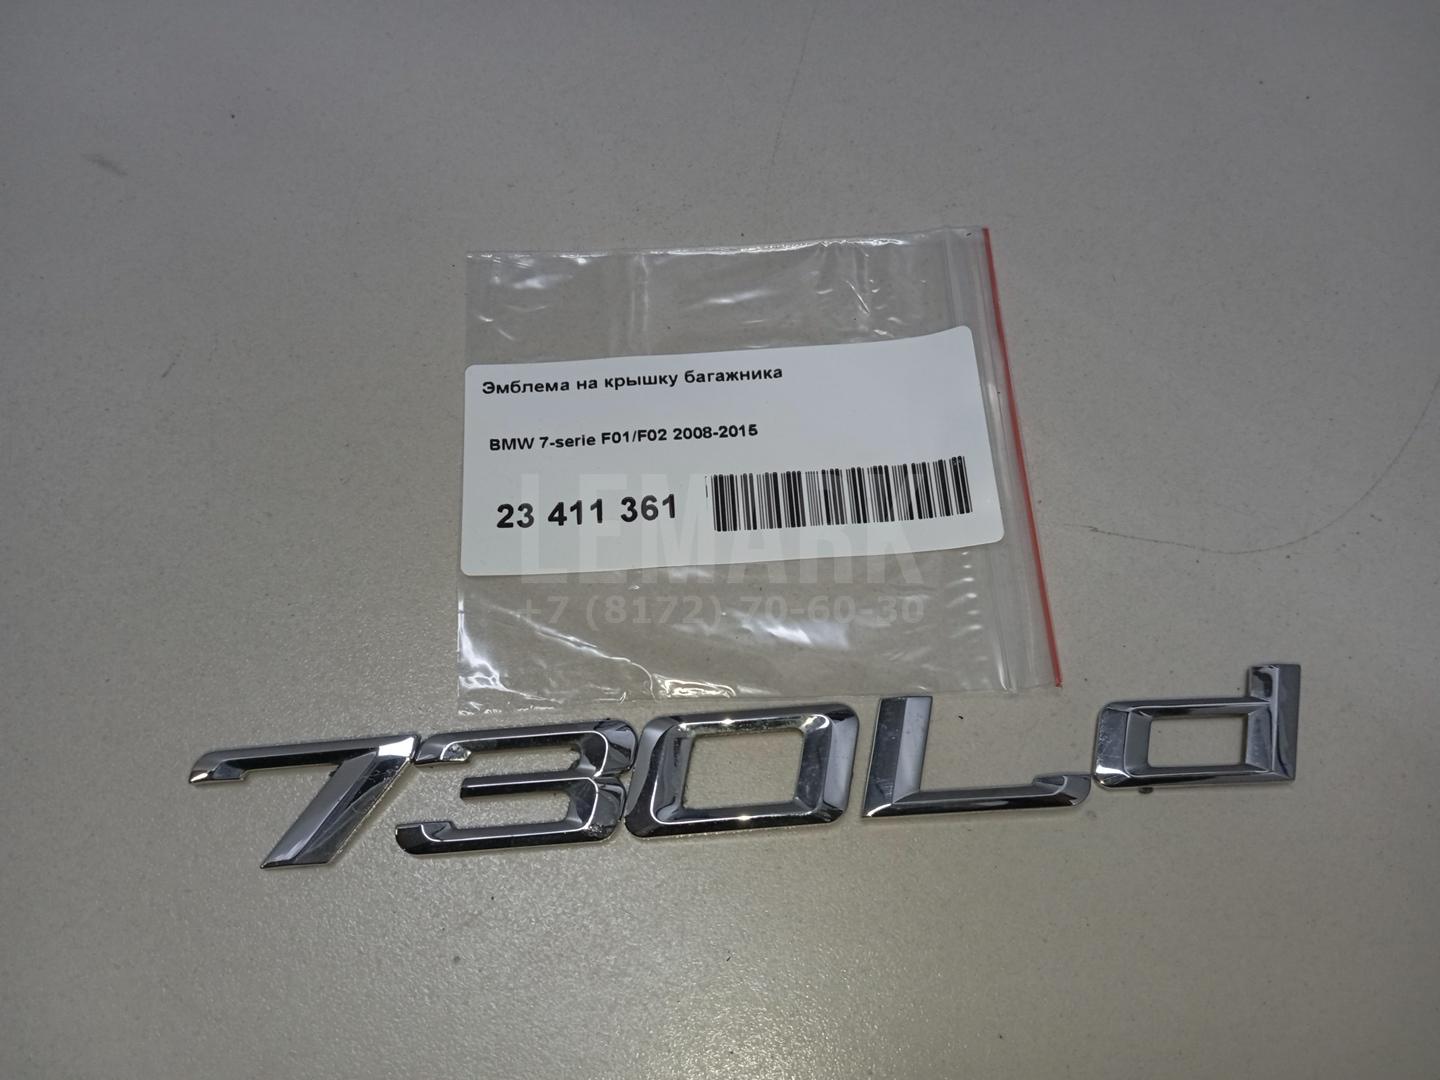 Эмблема на крышку багажника
BMW 7-serie F01/F02 2008-2015
23 411 361
LEMARK
+7 (8172) 70-60-30
730Ld